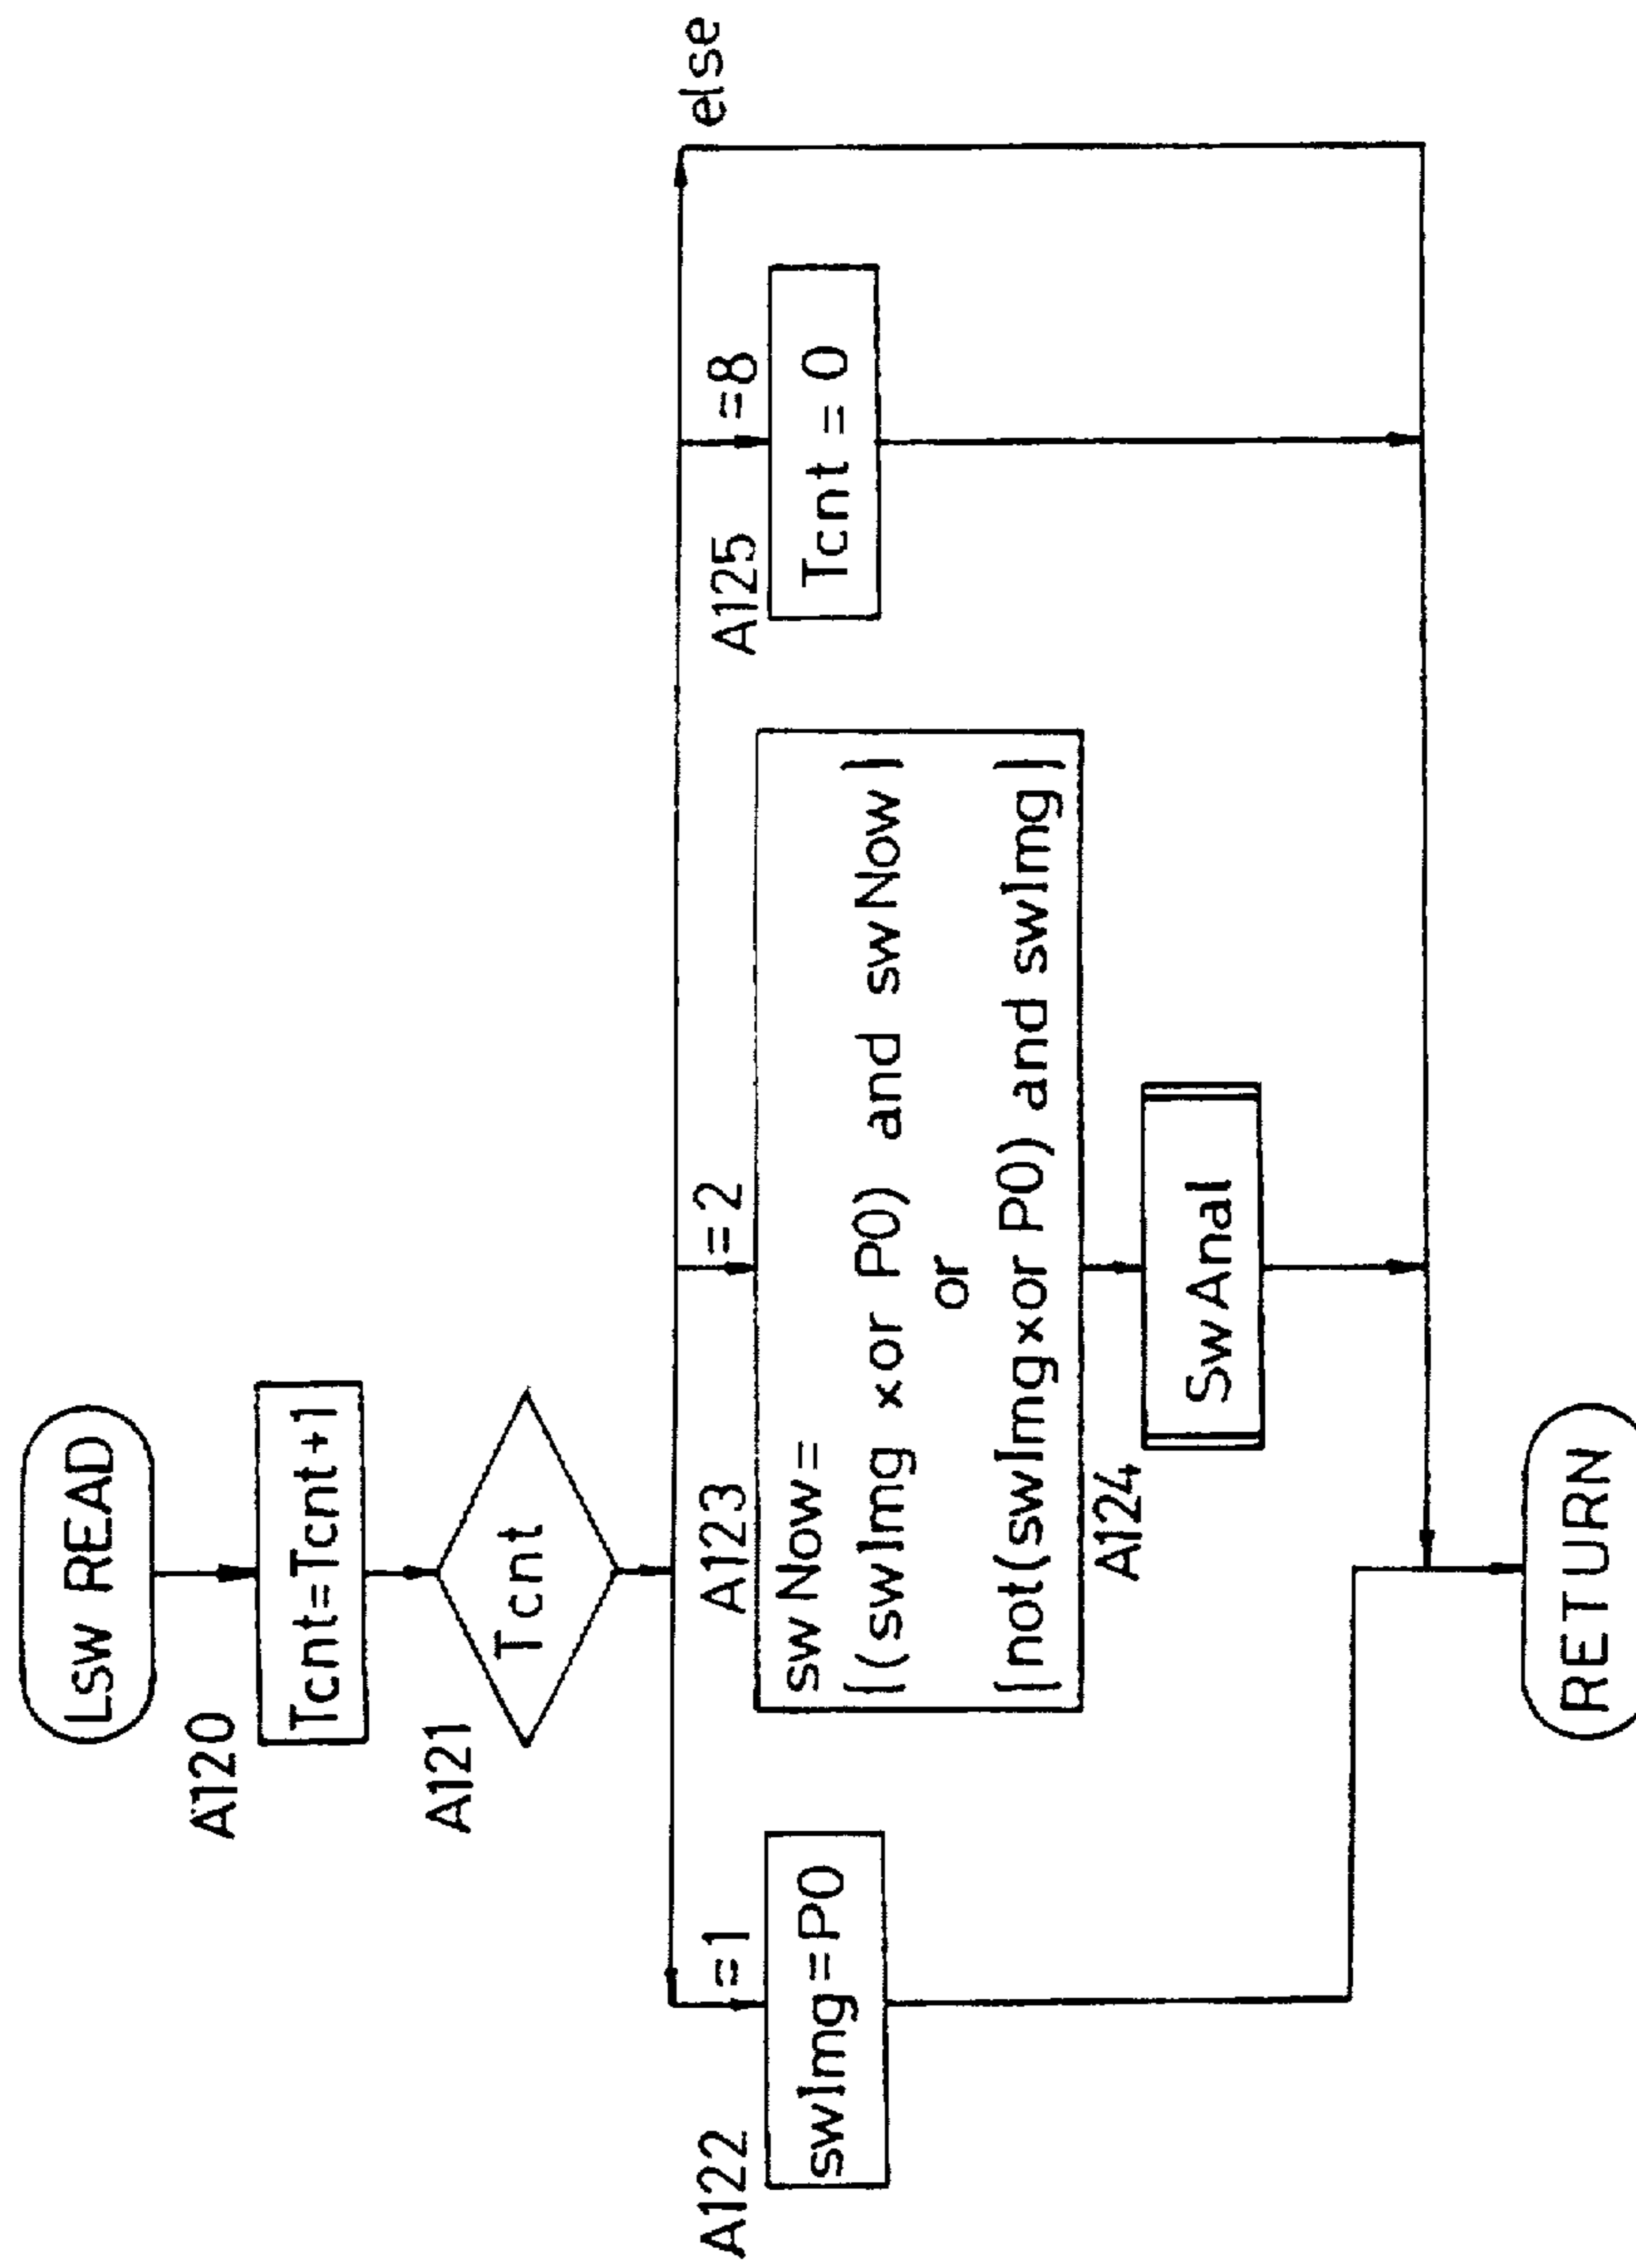 LSW READ
A120
Tcnt=Tcnt+1
A121
Tcnt
A122
=1
swImg=P0
A123
=2
swNow=
[(swImg xor P0) and swNow]
or
[not(swImg xor P0) and swImg]
A124
SwAnal
A125
=8
Tcnt = 0
else
RETURN